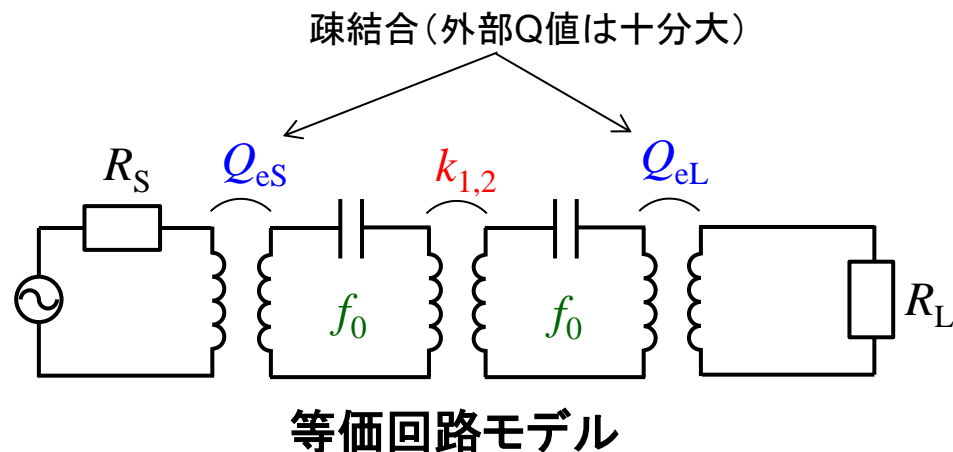 疎結合（外部Q値は十分大）
R_S
Q_eS
k_1,2
Q_eL
f_0
f_0
R_L
等価回路モデル